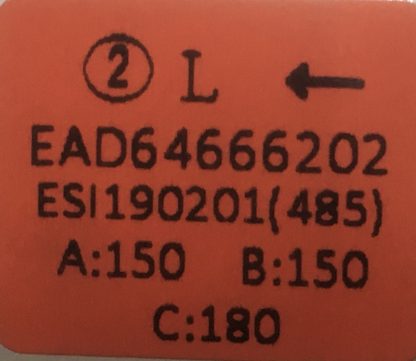 ② L ←
EAD64666202
ESI190201(485)
A:150 B:150
C:180